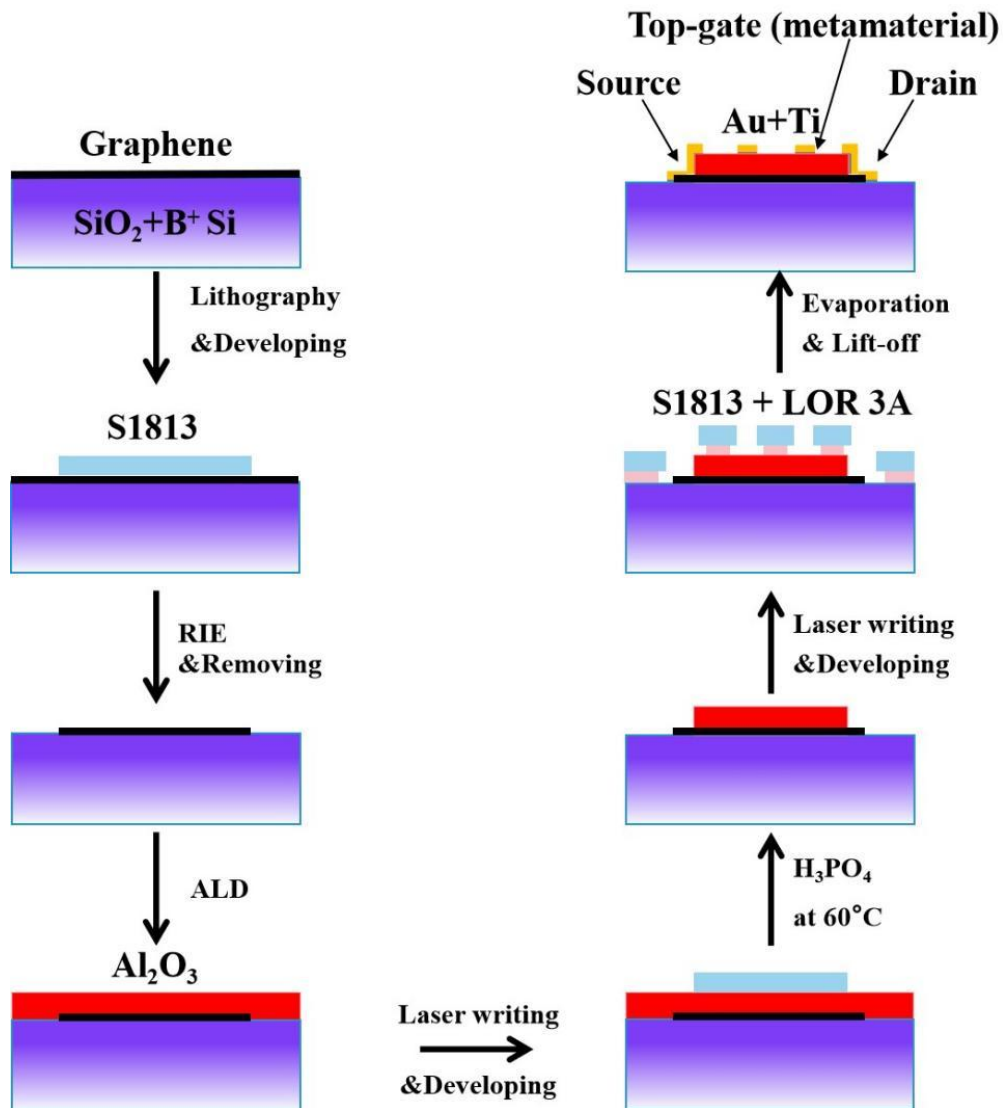 Graphene
SiO₂+B⁺ Si
Lithography
&Developing
S1813
RIE
&Removing
ALD
Al₂O₃
Laser writing
&Developing
H₃PO₄
at 60°C
Laser writing
&Developing
S1813 + LOR 3A
Evaporation
& Lift-off
Top-gate (metamaterial)
Source
Drain
Au+Ti